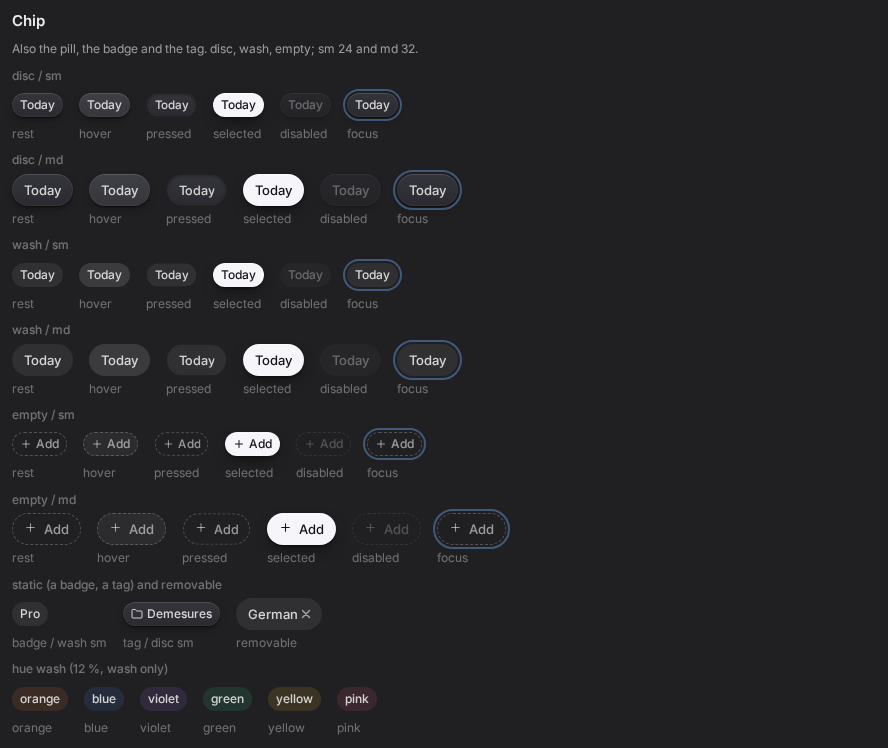 Chip
Also the pill, the badge and the tag. disc, wash, empty; sm 24 and md 32.
disc / sm
Today Today Today Today Today Today
rest hover pressed selected disabled focus
disc / md
Today Today Today Today Today Today
rest hover pressed selected disabled focus
wash / sm
Today Today Today Today Today Today
rest hover pressed selected disabled focus
wash / md
Today Today Today Today Today Today
rest hover pressed selected disabled focus
empty / sm
+ Add + Add + Add + Add + Add + Add
rest hover pressed selected disabled focus
empty / md
+ Add + Add + Add + Add + Add + Add
rest hover pressed selected disabled focus
static (a badge, a tag) and removable
Pro Demesures German ×
badge / wash sm tag / disc sm removable
hue wash (12 %, wash only)
orange blue violet green yellow pink
orange blue violet green yellow pink